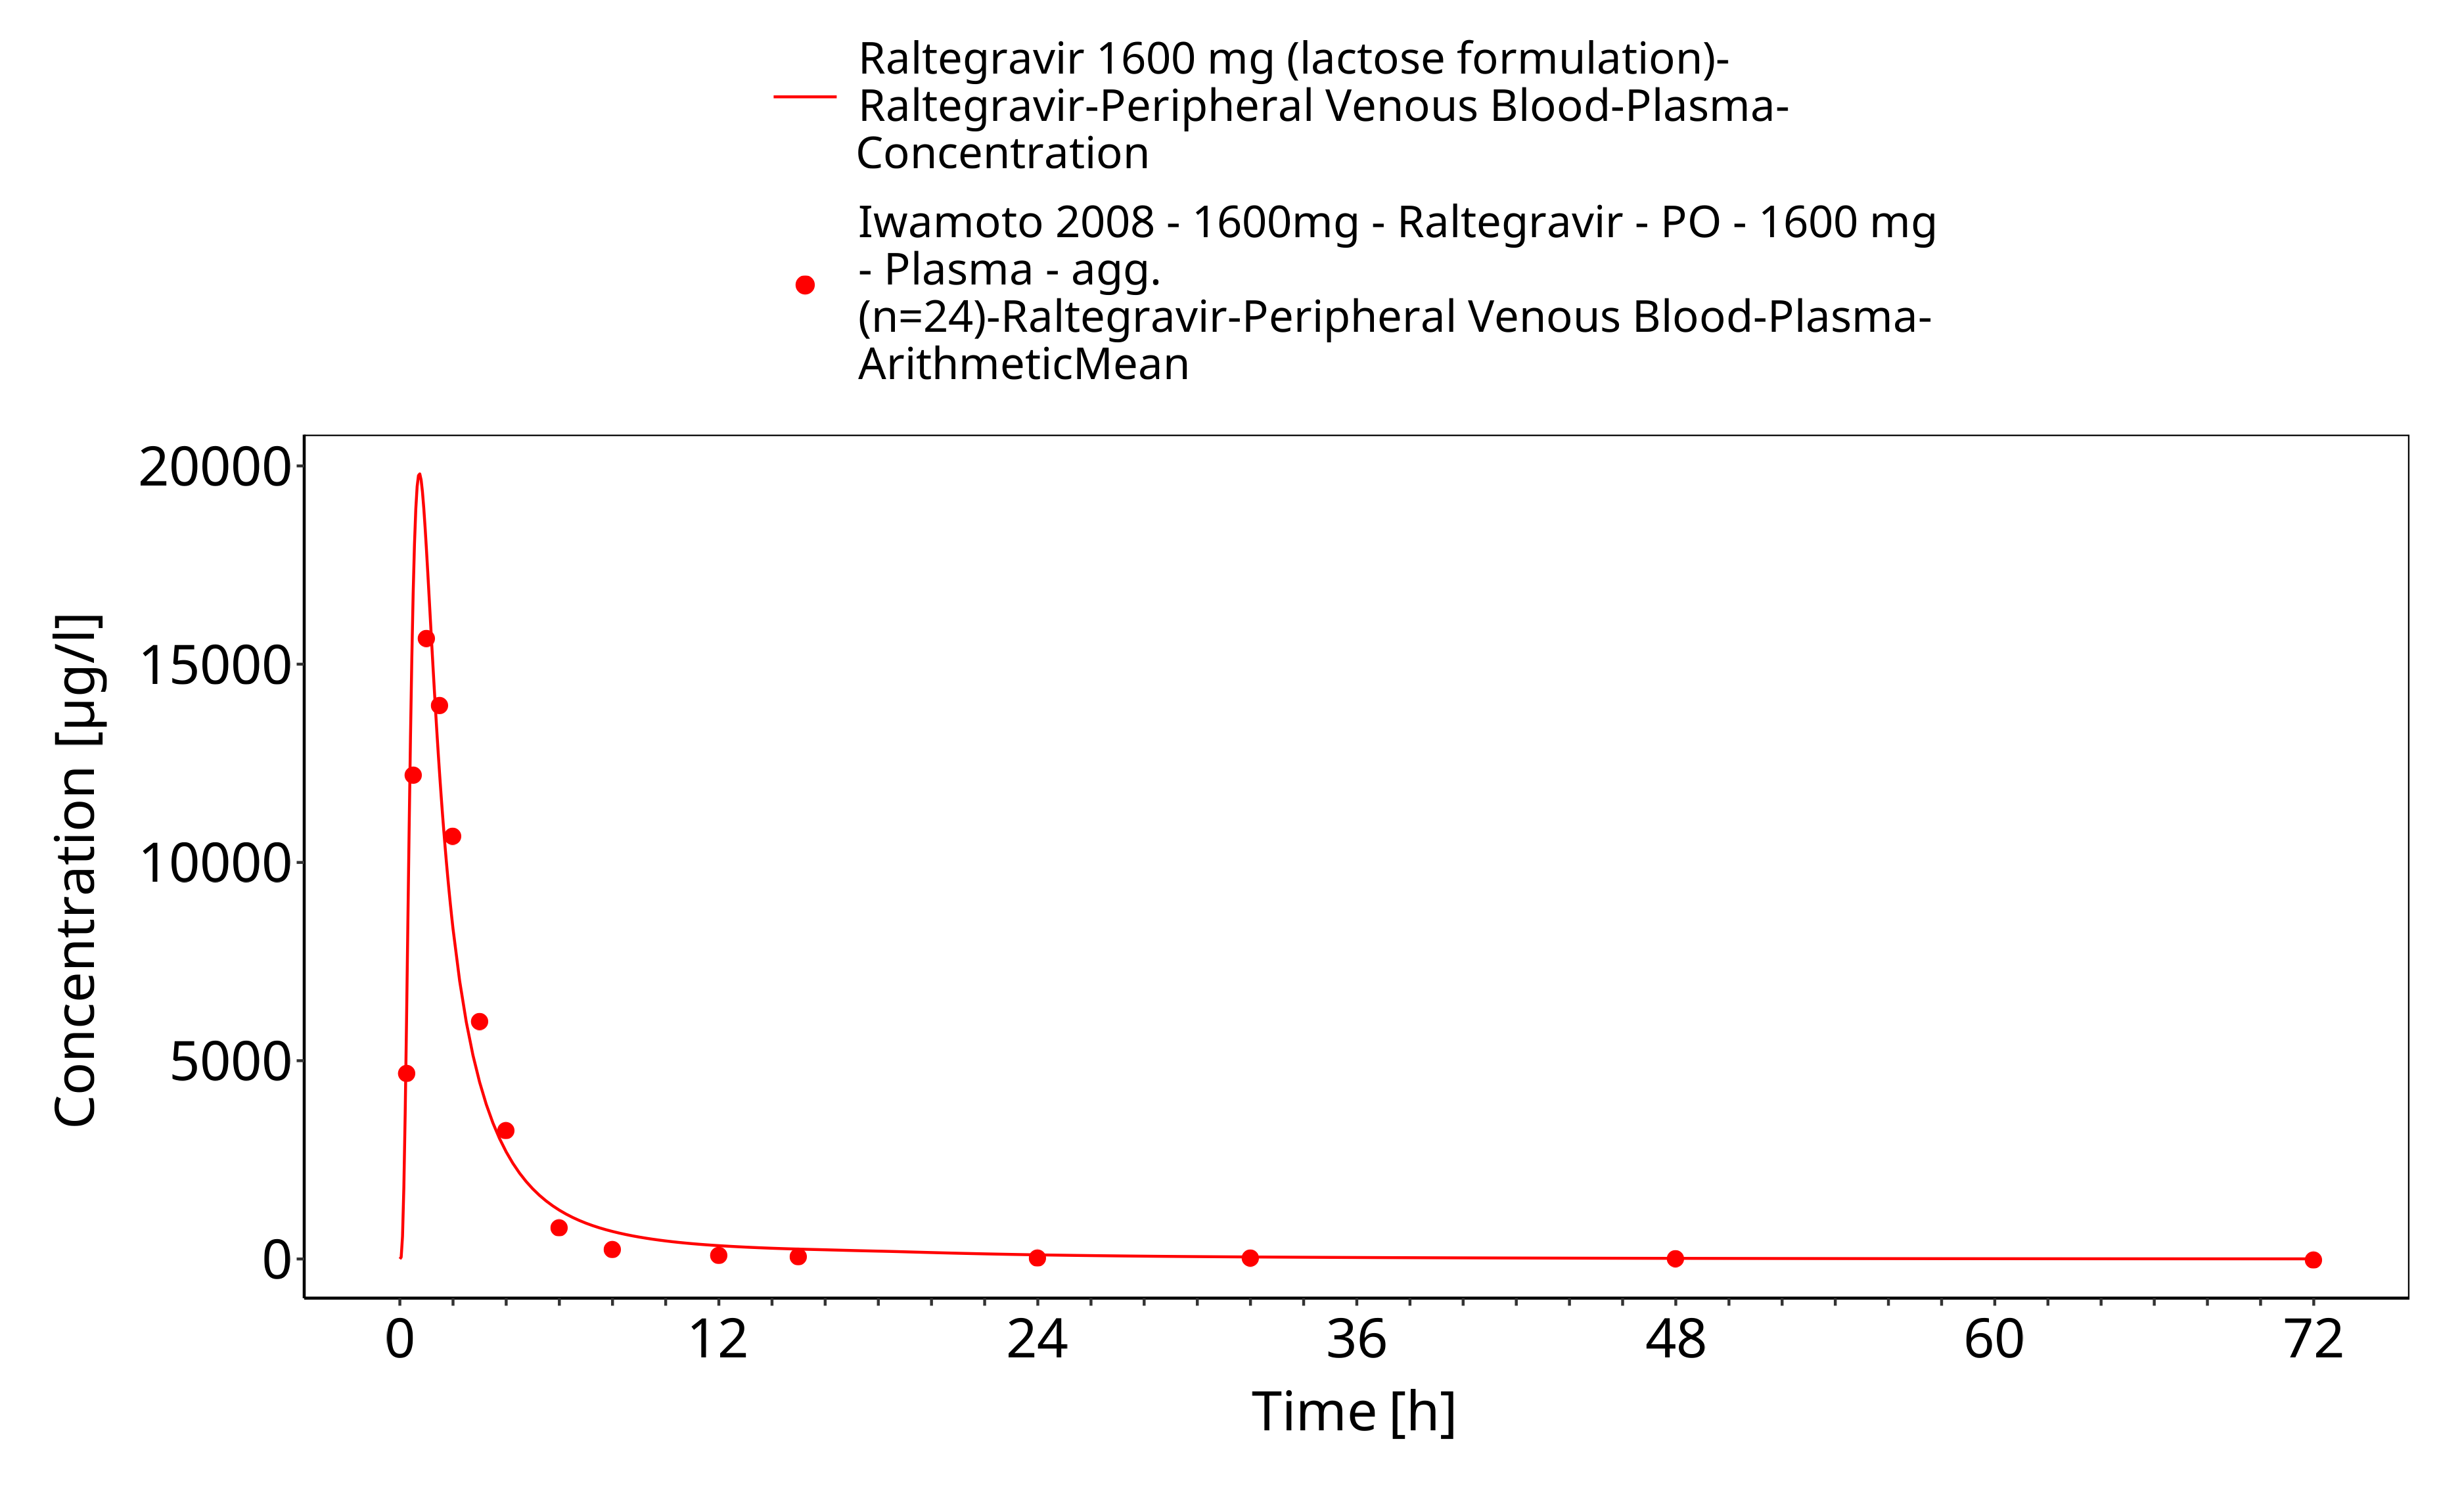 Raltegravir 1600 mg (lactose formulation)-
Raltegravir-Peripheral Venous Blood-Plasma-
Concentration
Iwamoto 2008 - 1600mg - Raltegravir - PO - 1600 mg
- Plasma - agg.
(n=24)-Raltegravir-Peripheral Venous Blood-Plasma-
ArithmeticMean
20000
15000
10000
5000
0
Concentration [µg/l]
0 12 24 36 48 60 72
Time [h]